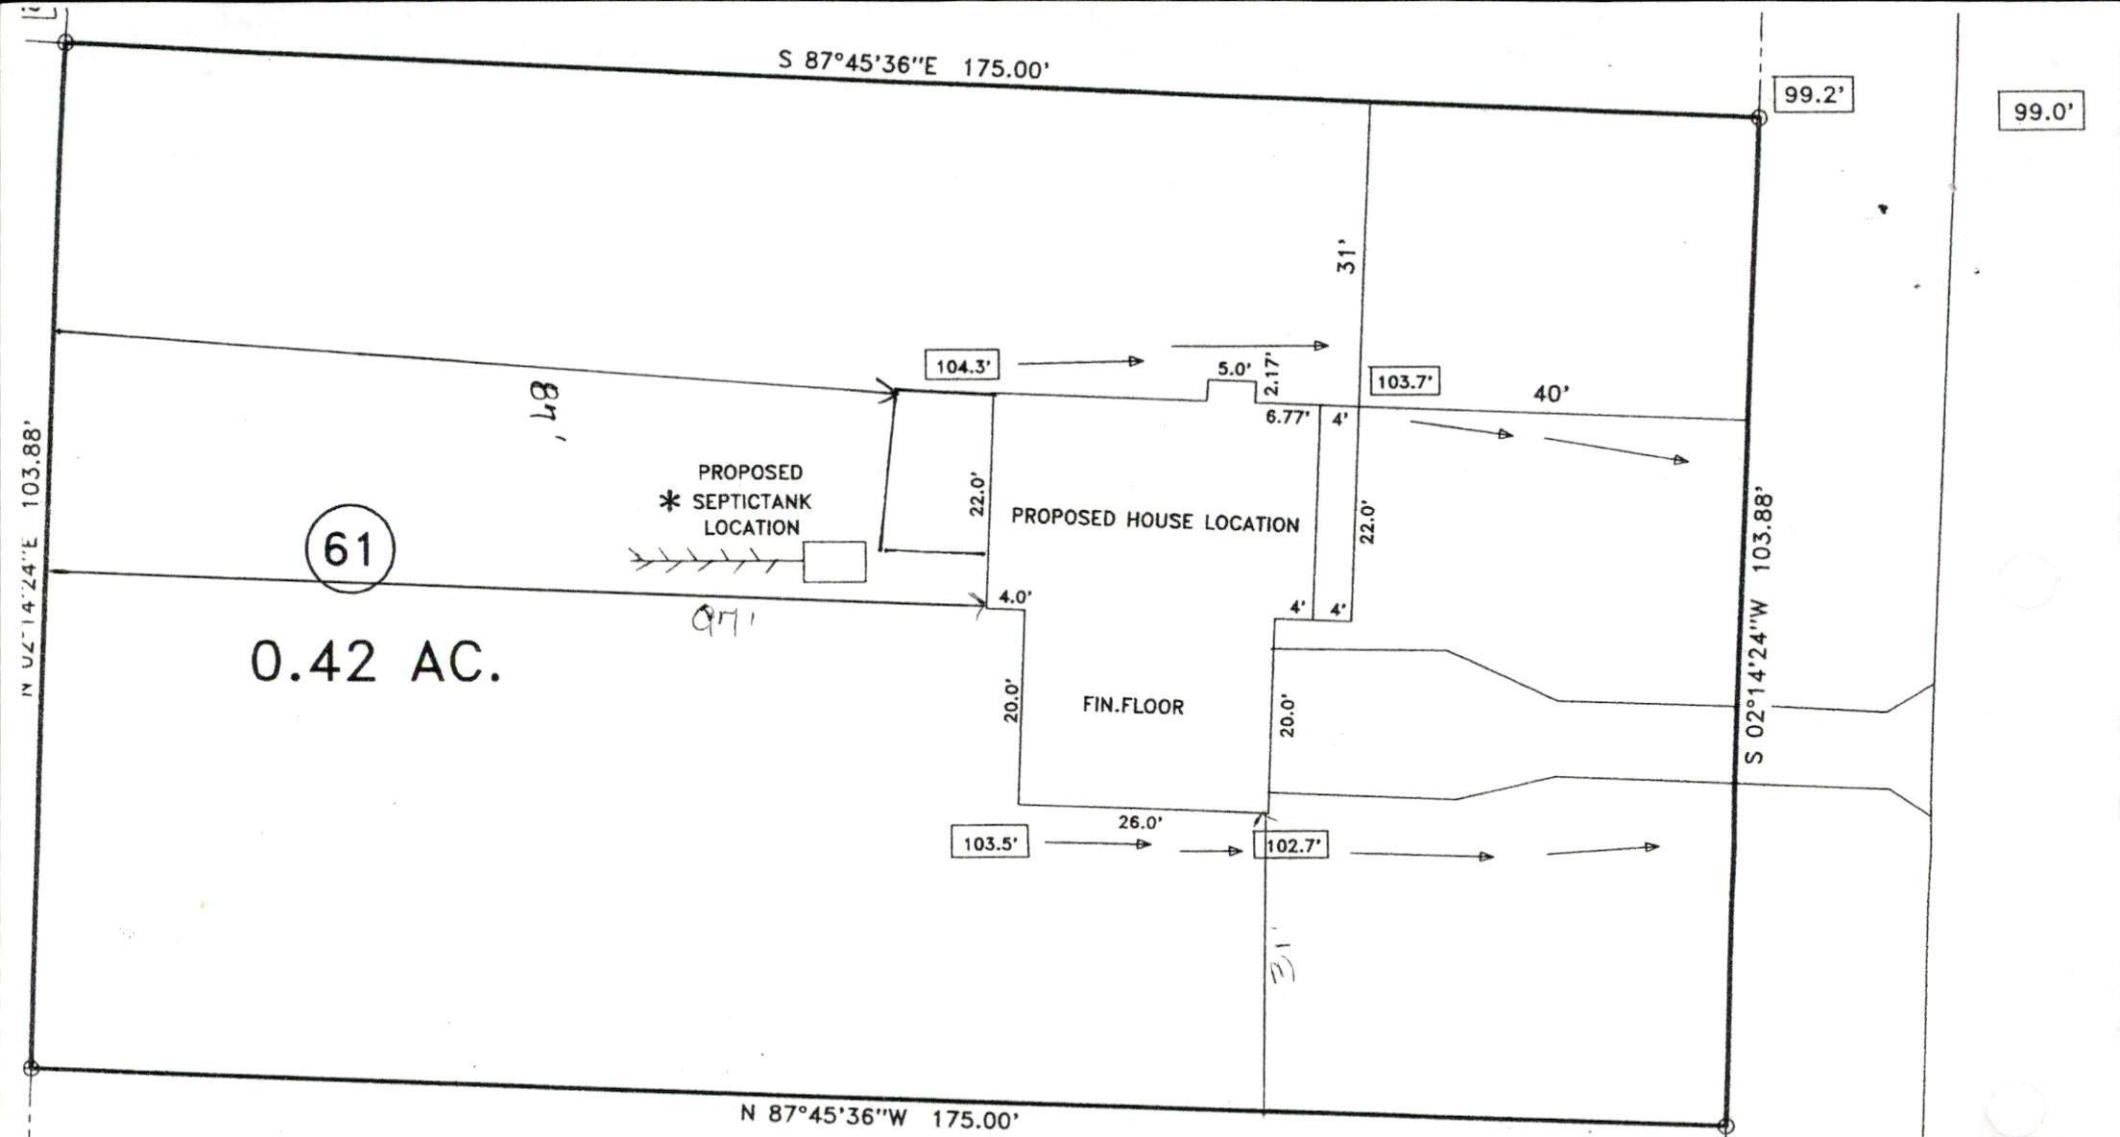 S 87°45'36"E 175.00'
99.2'
99.0'
31'
104.3'
5.0'
2.17'
103.7'
40'
6.77'
4'
87'
N 02°14'24"E 103.88'
PROPOSED
* SEPTICTANK
LOCATION
22.0'
PROPOSED HOUSE LOCATION
22.0'
61
S 02°14'24"W 103.88'
97'
4.0'
4'
4'
0.42 AC.
20.0'
FIN.FLOOR
20.0'
26.0'
103.5'
102.7'
31'
N 87°45'36"W 175.00'